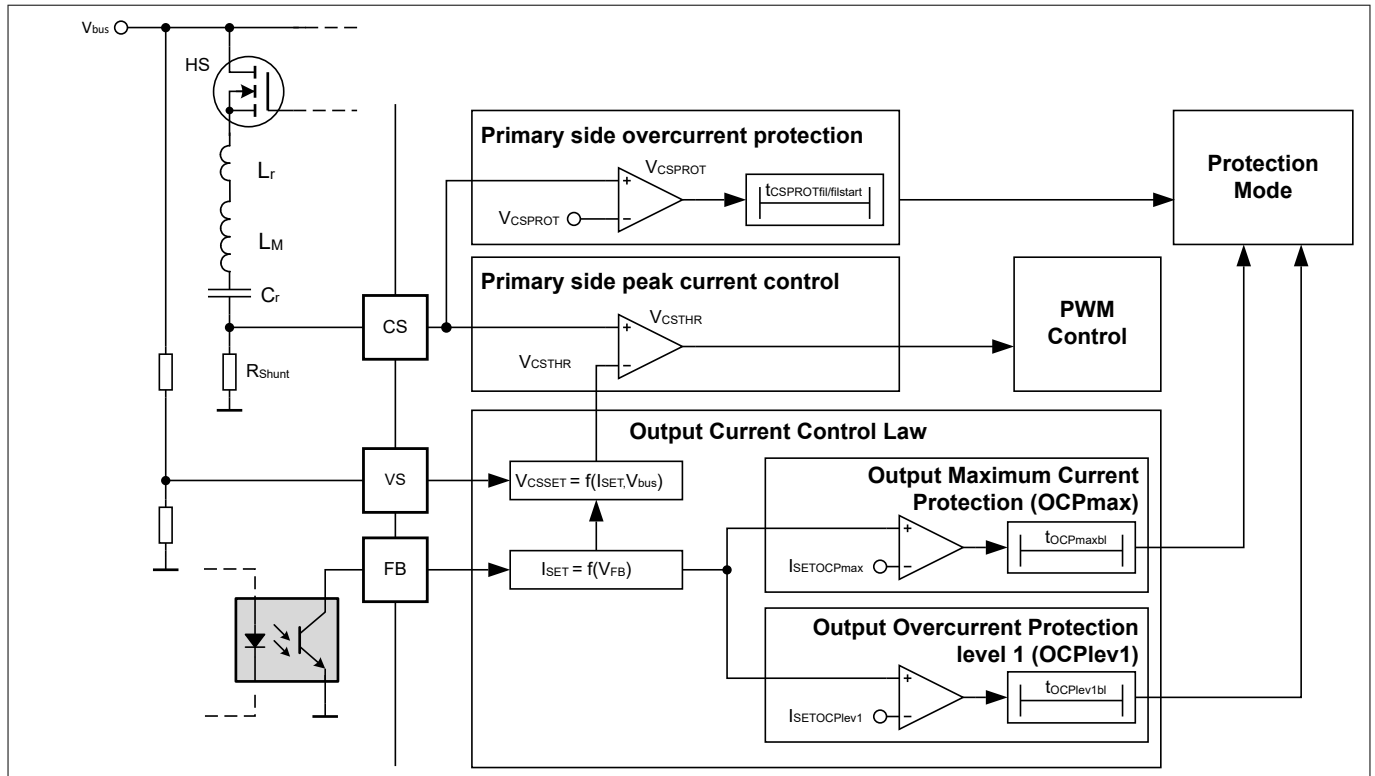 Vbus
HS
Lr
LM
Cr
RShunt
CS
VS
FB
Primary side overcurrent protection
VCSPROT
VCSPROT
tCSPROTfil/filstart
Protection
Mode
Primary side peak current control
VCSTHR
VCSTHR
PWM
Control
Output Current Control Law
VCSSET = f(ISET,Vbus)
ISET = f(VFB)
Output Maximum Current
Protection (OCPmax)
ISETOCPmax
tOCPmaxbl
Output Overcurrent Protection
level 1 (OCPlev1)
ISETOCPlev1
tOCPlev1bl